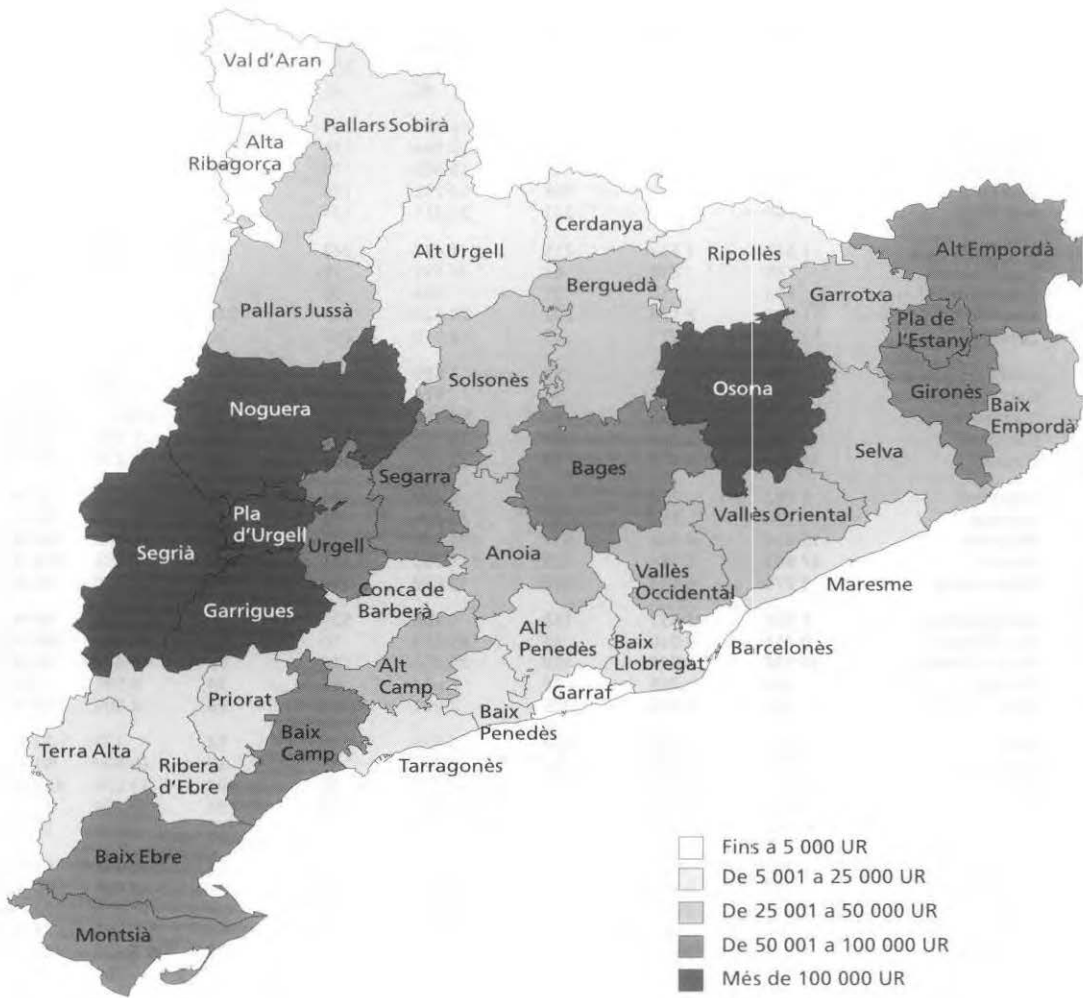 Val d'Aran
Pallars Sobirà
Alta
Ribagorça
Cerdanya
Alt Urgell
Ripollès
Alt Empordà
Berguedà
Garrotxa
Pallars Jussà
Pla de
l'Estany
Solsonès
Osona
Gironès
Noguera
Baix
Empordà
Selva
Segarra
Bages
Pla
d'Urgell
Vallès Oriental
Urgell
Segrià
Anoia
Vallès
Occidental
Maresme
Conca de
Barberà
Garrigues
Alt
Penedès
Baix
Llobregat
Barcelonès
Alt
Camp
Garraf
Priorat
Baix
Penedès
Baix
Camp
Terra Alta
Ribera
d'Ebre
Tarragonès
Baix Ebre
Montsià
Fins a 5 000 UR
De 5 001 a 25 000 UR
De 25 001 a 50 000 UR
De 50 001 a 100 000 UR
Més de 100 000 UR